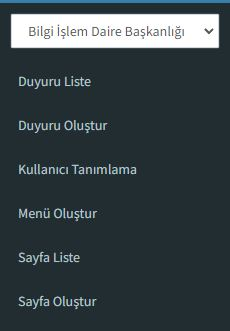 Bilgi İşlem Daire Başkanlığı
Duyuru Liste
Duyuru Oluştur
Kullanıcı Tanımlama
Menü Oluştur
Sayfa Liste
Sayfa Oluştur